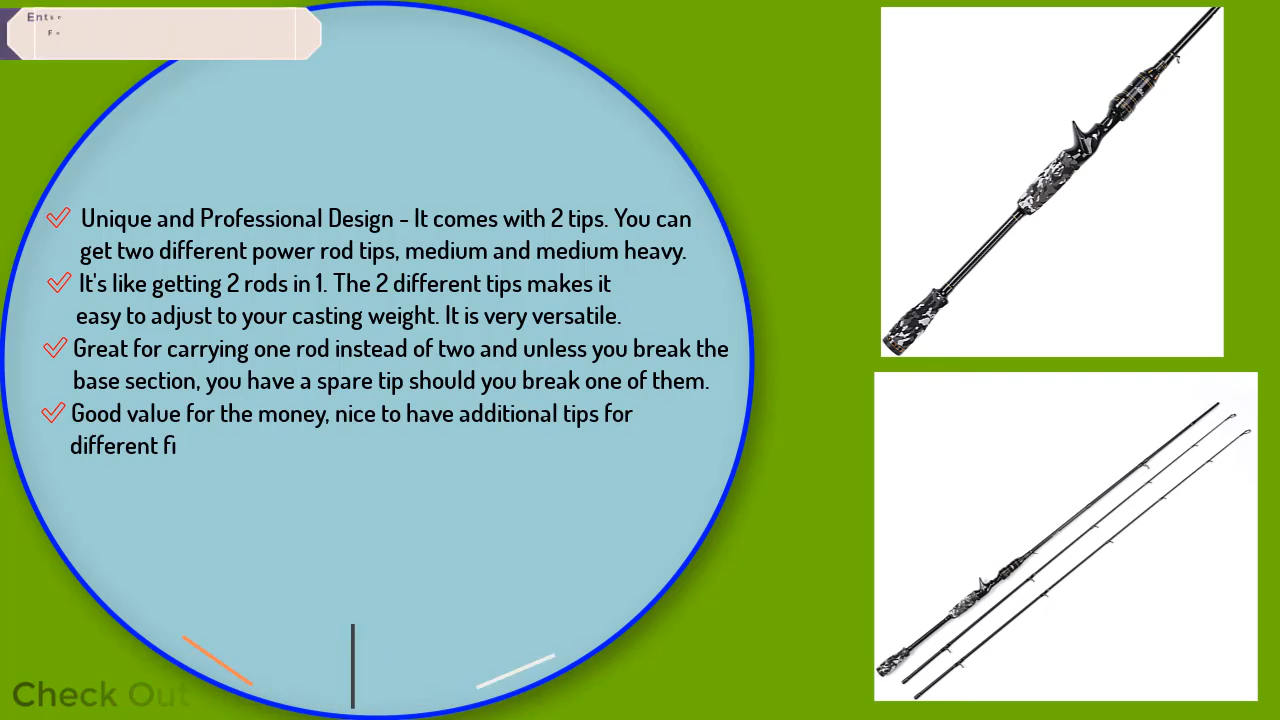 Unique and Professional Design - It comes with 2 tips. You can
get two different power rod tips, medium and medium heavy.
It's like getting 2 rods in 1. The 2 different tips makes it
easy to adjust to your casting weight. It is very versatile.
Great for carrying one rod instead of two and unless you break the
base section, you have a spare tip should you break one of them.
Good value for the money, nice to have additional tips for
different fi
Check Out